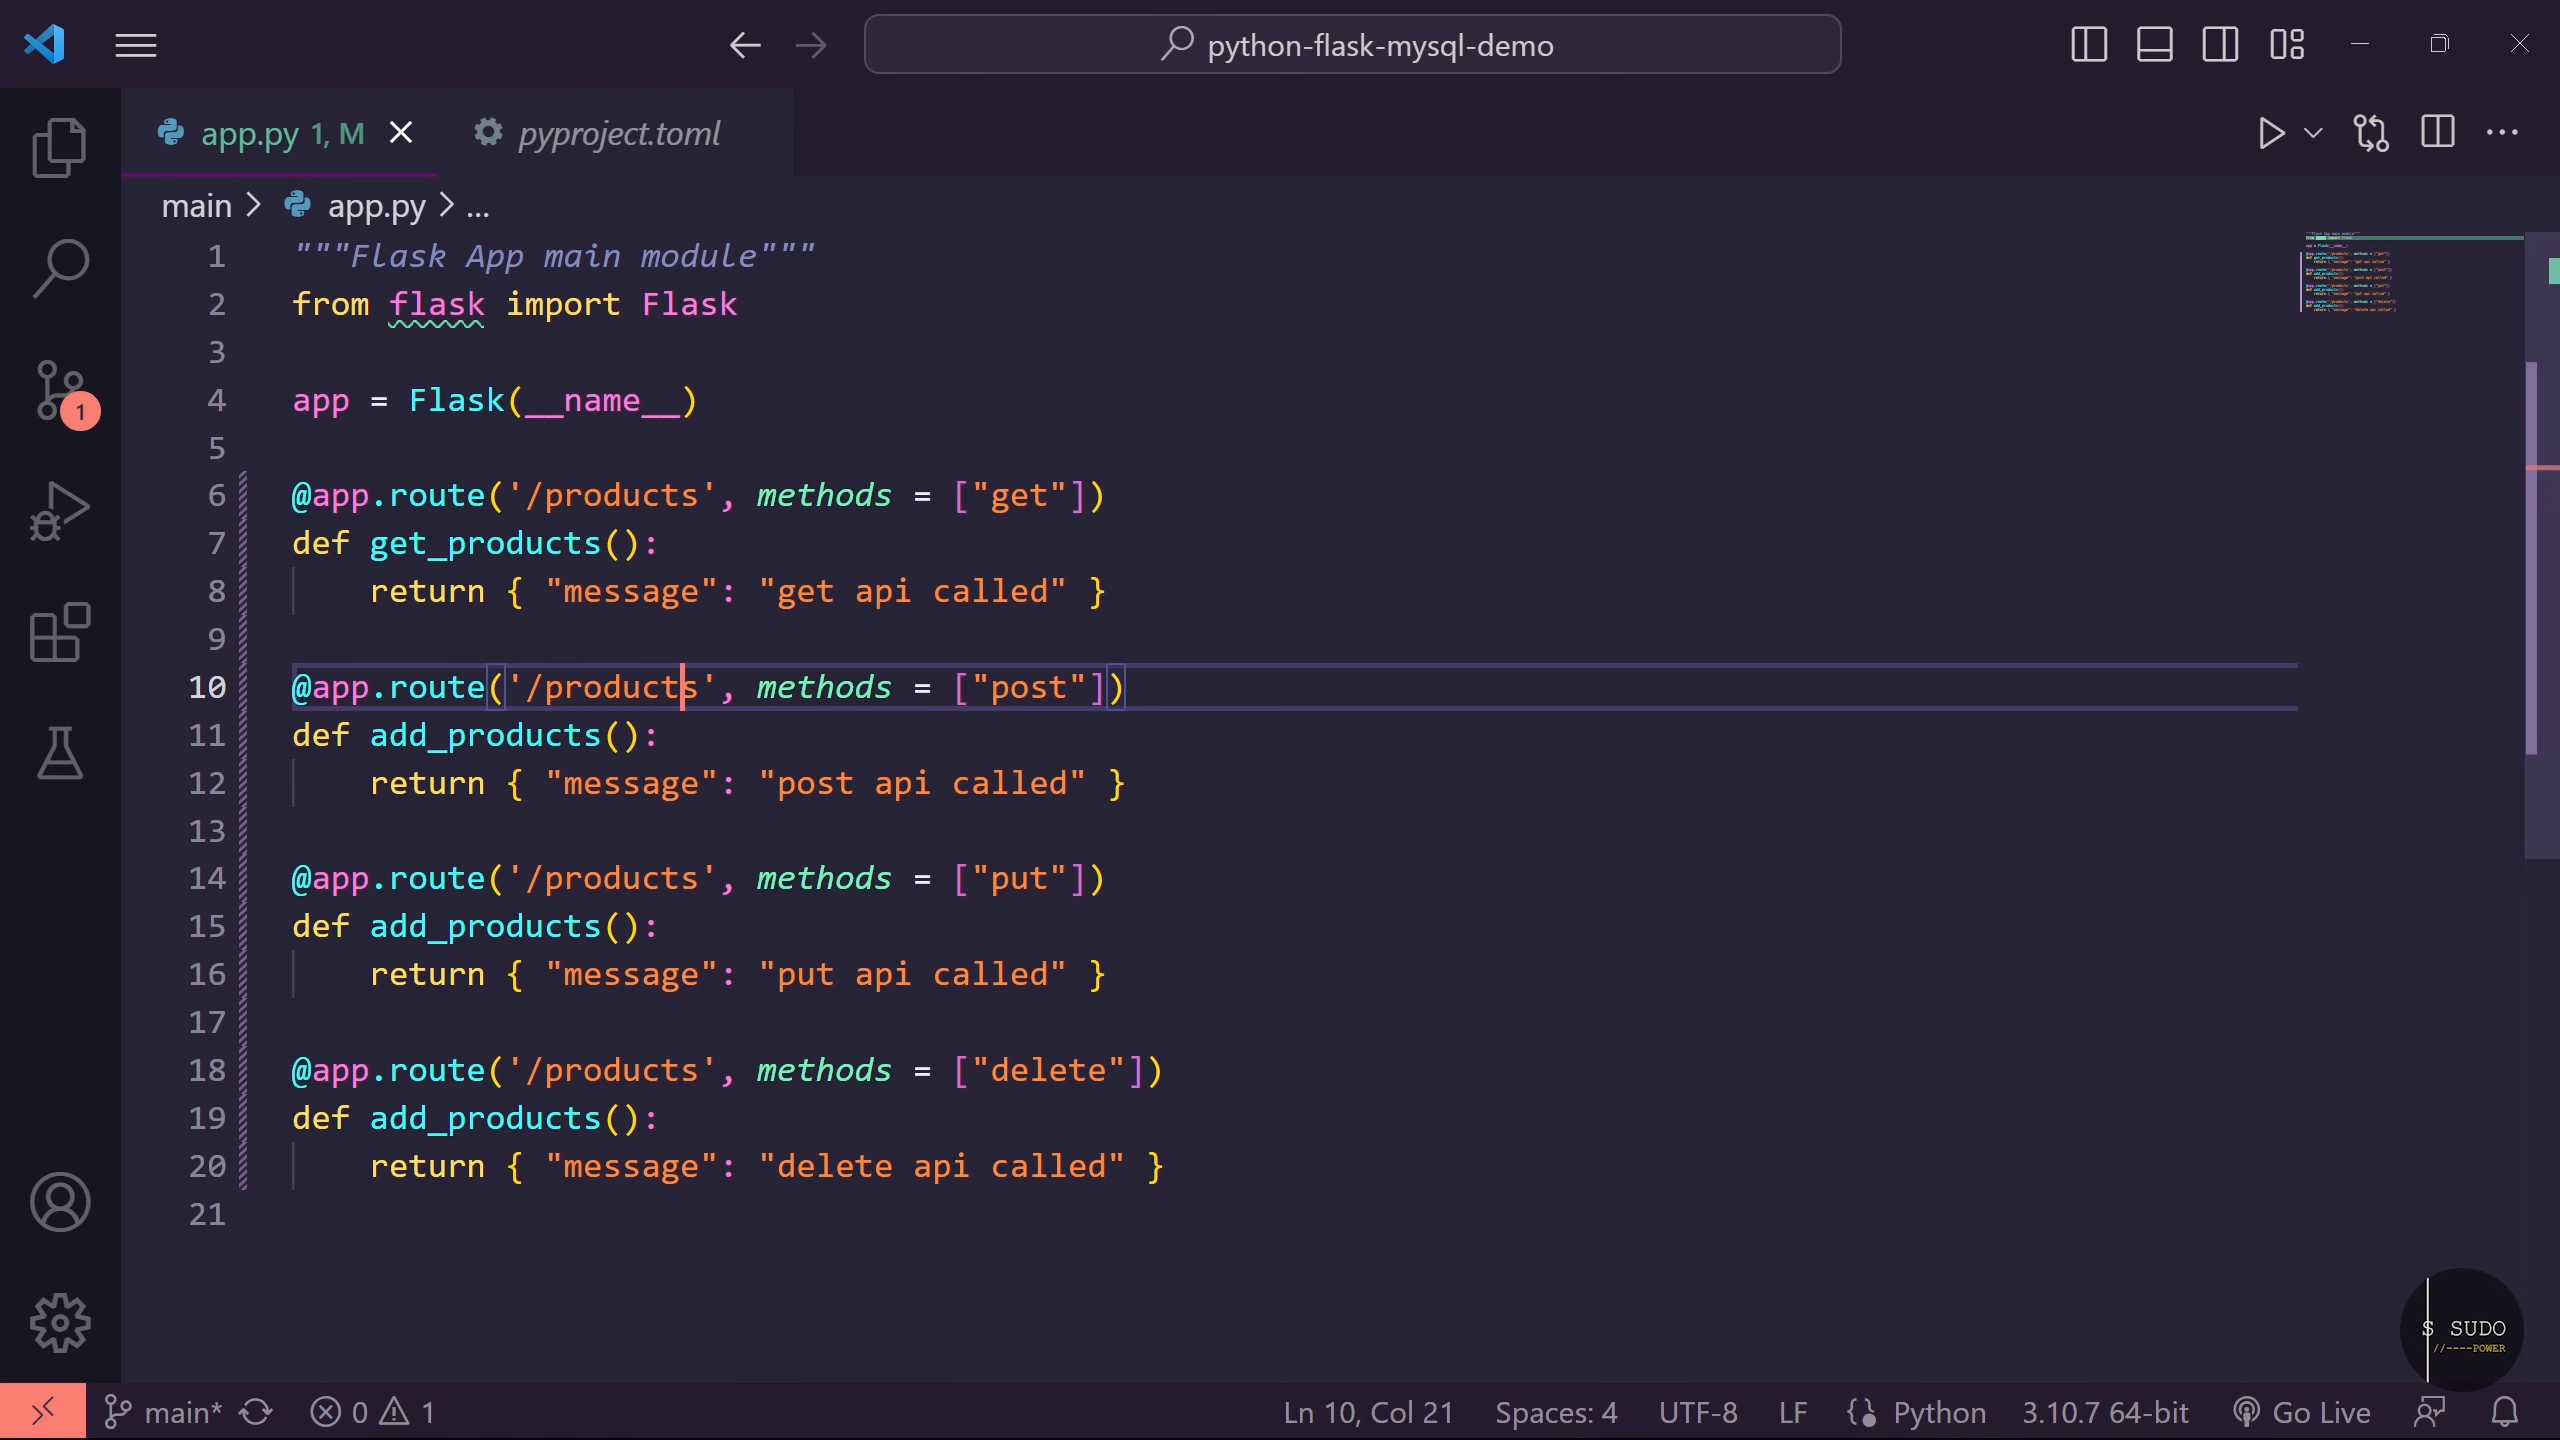 python-flask-mysql-demo
app.py 1, M
pyproject.toml
main > app.py > ...
1 """Flask App main module"""
2 from flask import Flask
3
4 app = Flask(__name__)
5
6 @app.route('/products', methods = ["get"])
7 def get_products():
8 return { "message": "get api called" }
9
10 @app.route('/products', methods = ["post"])
11 def add_products():
12 return { "message": "post api called" }
13
14 @app.route('/products', methods = ["put"])
15 def add_products():
16 return { "message": "put api called" }
17
18 @app.route('/products', methods = ["delete"])
19 def add_products():
20 return { "message": "delete api called" }
21
1
S SUDO
//----POWER
main* 0 1 Ln 10, Col 21 Spaces: 4 UTF-8 LF Python 3.10.7 64-bit Go Live